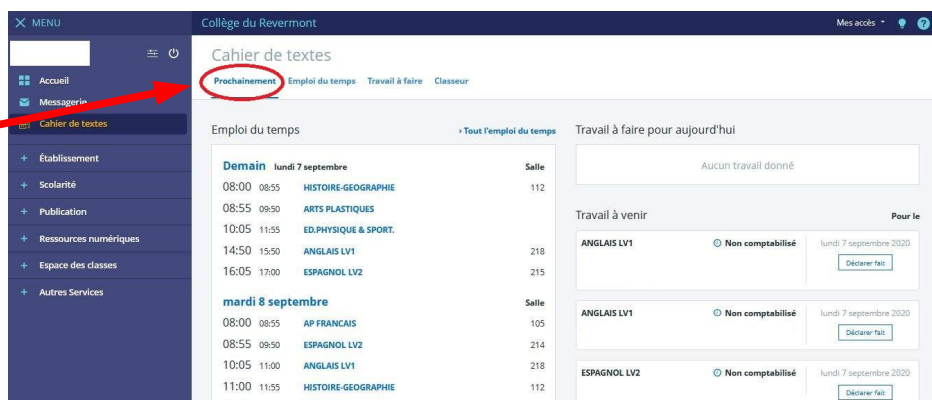 MENU
Collège du Revermont
Mes accès
Cahier de textes
Prochainement Emploi du temps Travail à faire Classeur
Accueil
Messagerie
Cahier de textes
+ Établissement
+ Scolarité
+ Publication
+ Ressources numériques
+ Espace des classes
+ Autres Services
Emploi du temps › Tout l'emploi du temps
Demain lundi 7 septembre Salle
08:00 08:55 HISTOIRE-GEOGRAPHIE 112
08:55 09:50 ARTS PLASTIQUES
10:05 11:55 ED.PHYSIQUE & SPORT.
14:50 15:50 ANGLAIS LV1 218
16:05 17:00 ESPAGNOL LV2 215
mardi 8 septembre Salle
08:00 08:55 AP FRANCAIS 105
08:55 09:50 ESPAGNOL LV2 214
10:05 11:00 ANGLAIS LV1 218
11:00 11:55 HISTOIRE-GEOGRAPHIE 112
Travail à faire pour aujourd'hui
Aucun travail donné
Travail à venir Pour le
ANGLAIS LV1 Non comptabilisé lundi 7 septembre 2020
Déclarer fait
ANGLAIS LV1 Non comptabilisé lundi 7 septembre 2020
Déclarer fait
ESPAGNOL LV2 Non comptabilisé lundi 7 septembre 2020
Déclarer fait